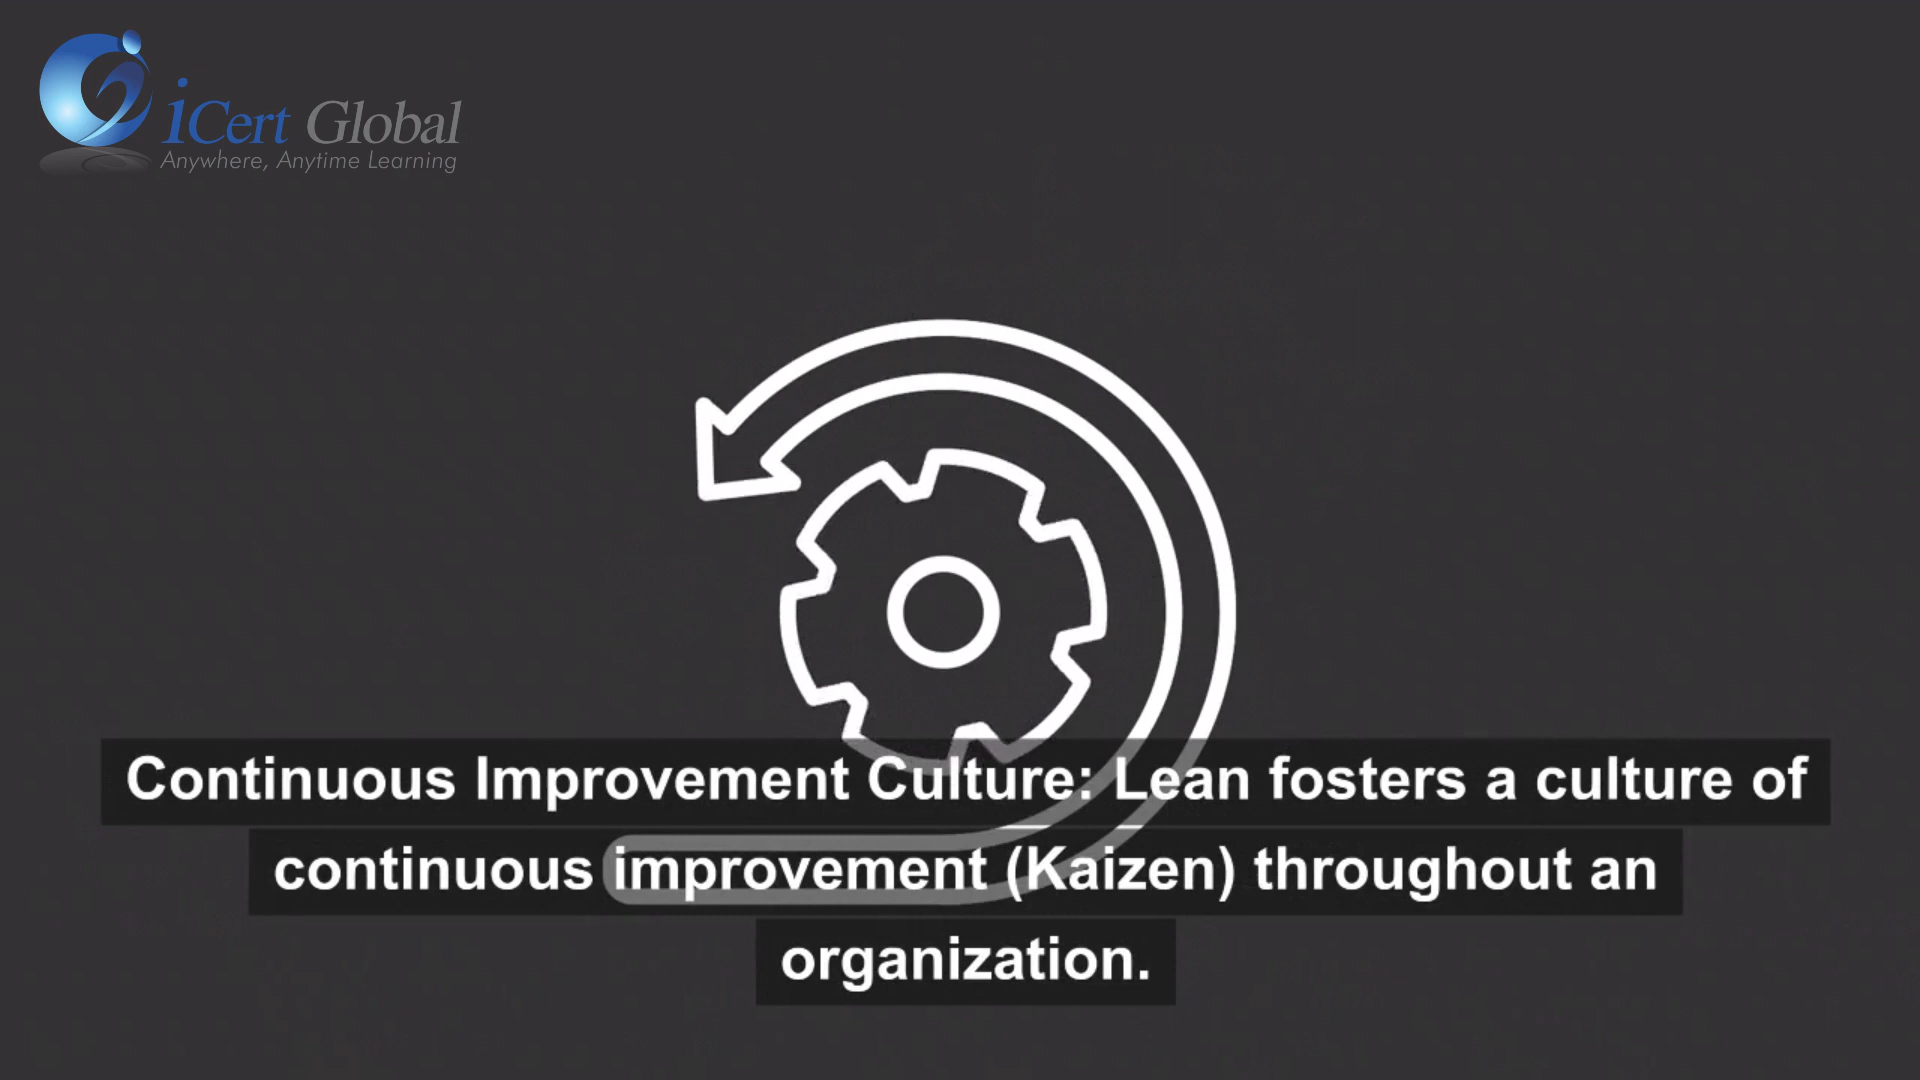 iCert Global
Anywhere, Anytime Learning
Continuous Improvement Culture: Lean fosters a culture of
continuous improvement (Kaizen) throughout an
organization.